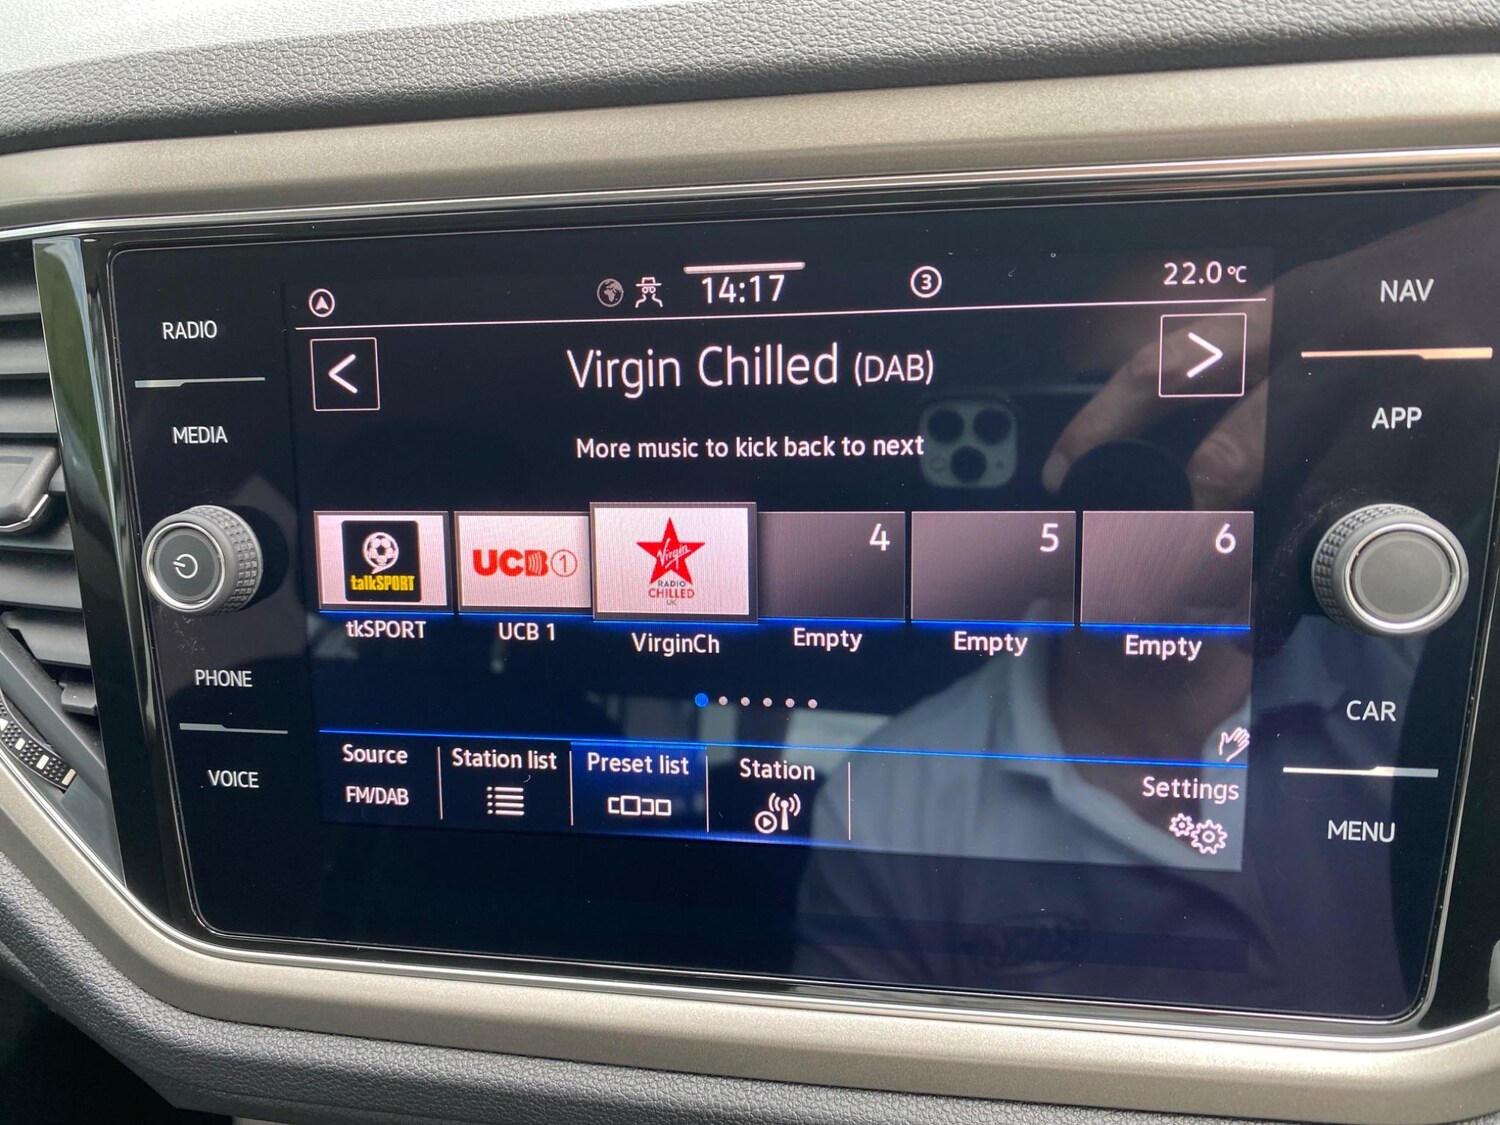 14:17
3
22.0°C
RADIO
MEDIA
PHONE
VOICE
NAV
APP
CAR
MENU
<
Virgin Chilled (DAB)
>
More music to kick back to next
talkSPORT
UCB 1
Virgin
RADIO
CHILLED
UK
4
5
6
tkSPORT
UCB 1
VirginCh
Empty
Empty
Empty
Source
FM/DAB
Station list
Preset list
Station
Settings